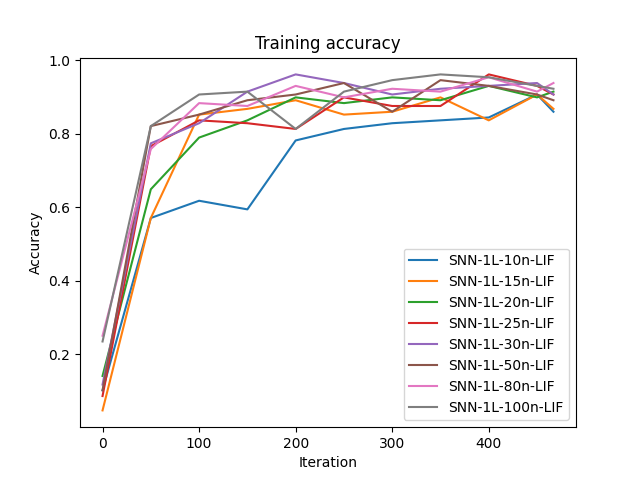 Training accuracy
1.0
0.8
0.6
0.4
0.2
Accuracy
0 100 200 300 400
Iteration
SNN-1L-10n-LIF
SNN-1L-15n-LIF
SNN-1L-20n-LIF
SNN-1L-25n-LIF
SNN-1L-30n-LIF
SNN-1L-50n-LIF
SNN-1L-80n-LIF
SNN-1L-100n-LIF